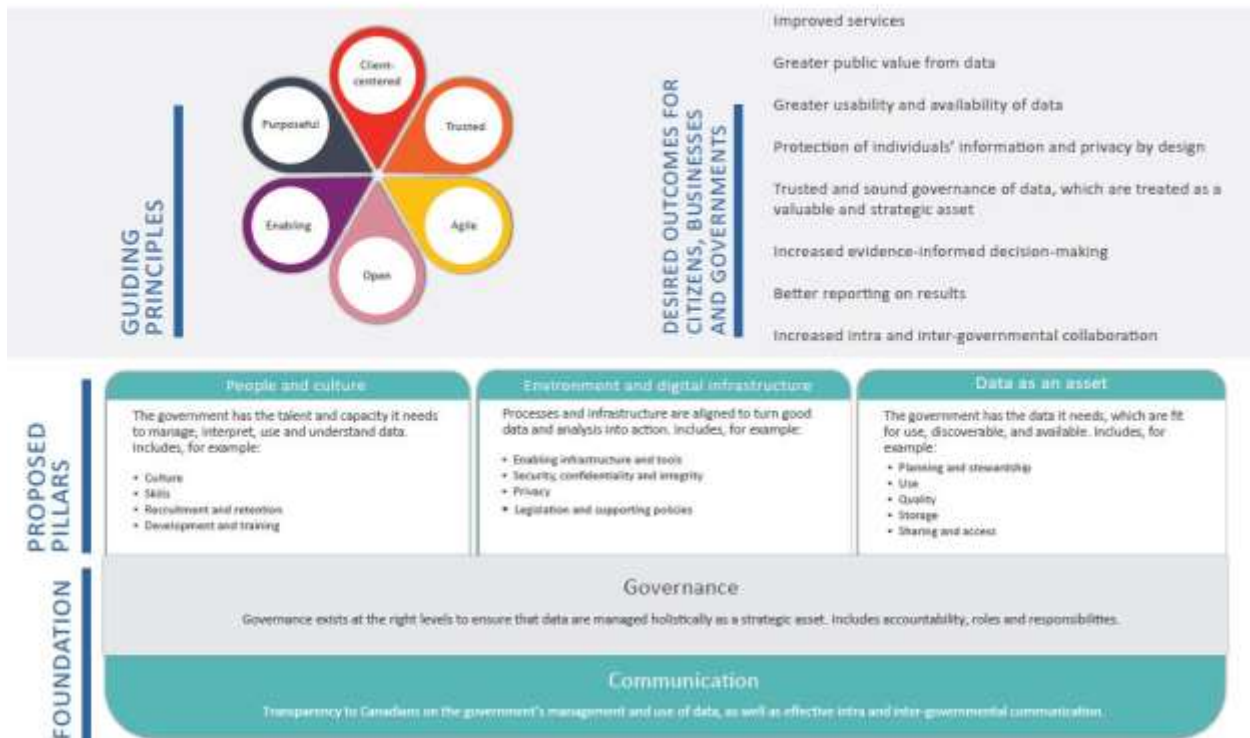 GUIDING
PRINCIPLES
Client-
centered
Purposeful
Trusted
Enabling
Agile
Open
DESIRED OUTCOMES FOR
CITIZENS, BUSINESSES
AND GOVERNMENTS
Improved services
Greater public value from data
Greater usability and availability of data
Protection of individuals' information and privacy by design
Trusted and sound governance of data, which are treated as a
valuable and strategic asset
Increased evidence-informed decision-making
Better reporting on results
Increased intra and inter-governmental collaboration
PROPOSED
PILLARS
People and culture
The government has the talent and capacity it needs
to manage, interpret, use and understand data.
Includes, for example:
• Culture
• Skills
• Recruitment and retention
• Development and training
Environment and digital infrastructure
Processes and infrastructure are aligned to turn good
data and analysis into action. Includes, for example:
• Enabling infrastructure and tools
• Security, confidentiality and integrity
• Privacy
• Legislation and supporting policies
Data as an asset
The government has the data it needs, which are fit
for use, discoverable, and available. Includes, for
example:
• Planning and stewardship
• Use
• Quality
• Storage
• Sharing and access
FOUNDATION
Governance
Governance exists at the right levels to ensure that data are managed holistically as a strategic asset. Includes accountability, roles and responsibilities.
Communication
Transparency to Canadians on the government's management and use of data, as well as effective intra and inter-governmental communication.